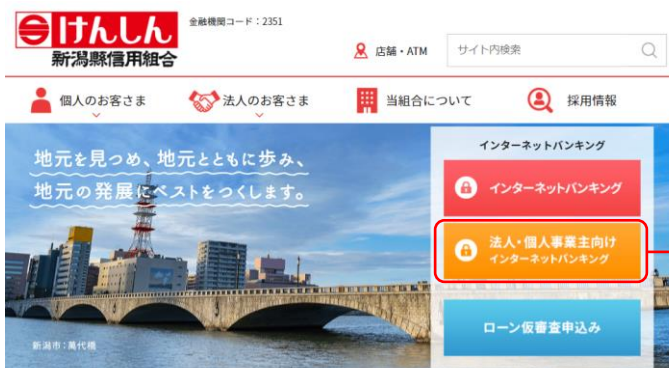 けんしん
新潟縣信用組合
金融機関コード：2351
店舗・ATM
サイト内検索
個人のお客さま
法人のお客さま
当組合について
採用情報
地元を見つめ、地元とともに歩み、
地元の発展にベストをつくします。
新潟市：萬代橋
インターネットバンキング
インターネットバンキング
法人・個人事業主向け
インターネットバンキング
ローン仮審査申込み